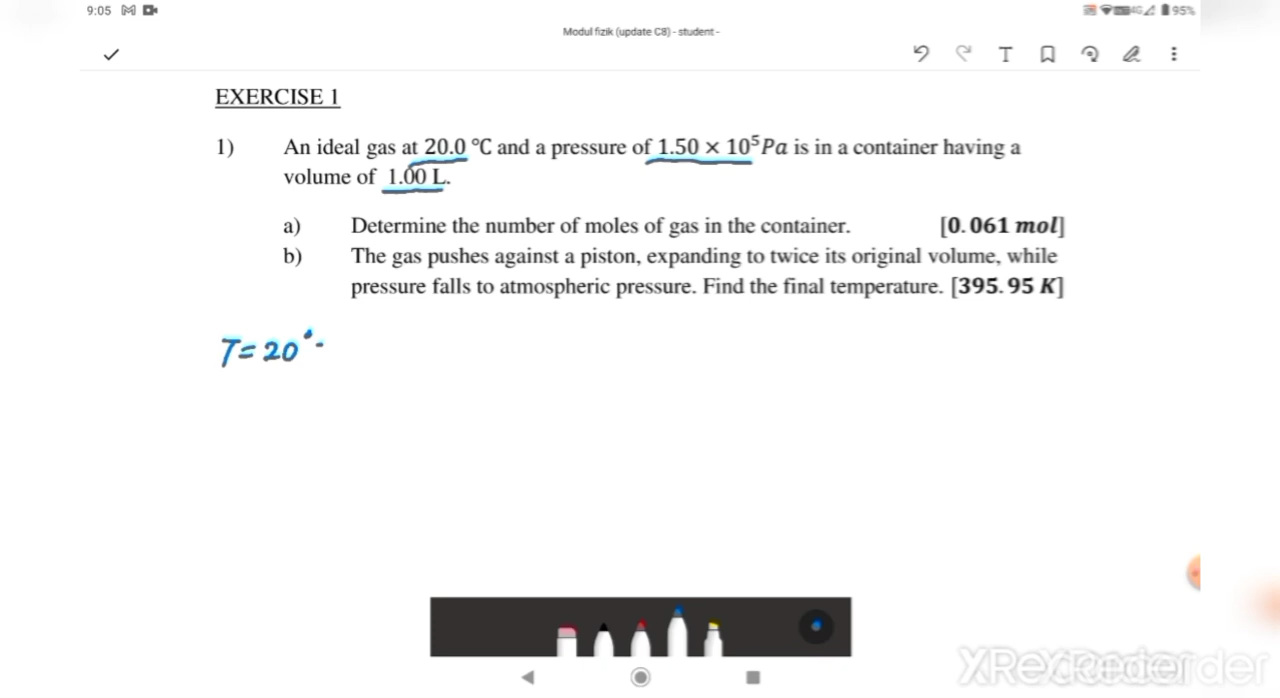 9:05
4G 95%
Modul fizik (update C8) - student -
T
EXERCISE 1
1) An ideal gas at 20.0 °C and a pressure of 1.50 × 10⁵ Pa is in a container having a
volume of 1.00 L.
a) Determine the number of moles of gas in the container. [0.061 mol]
b) The gas pushes against a piston, expanding to twice its original volume, while
pressure falls to atmospheric pressure. Find the final temperature. [395.95 K]
T= 20°
XRecorder